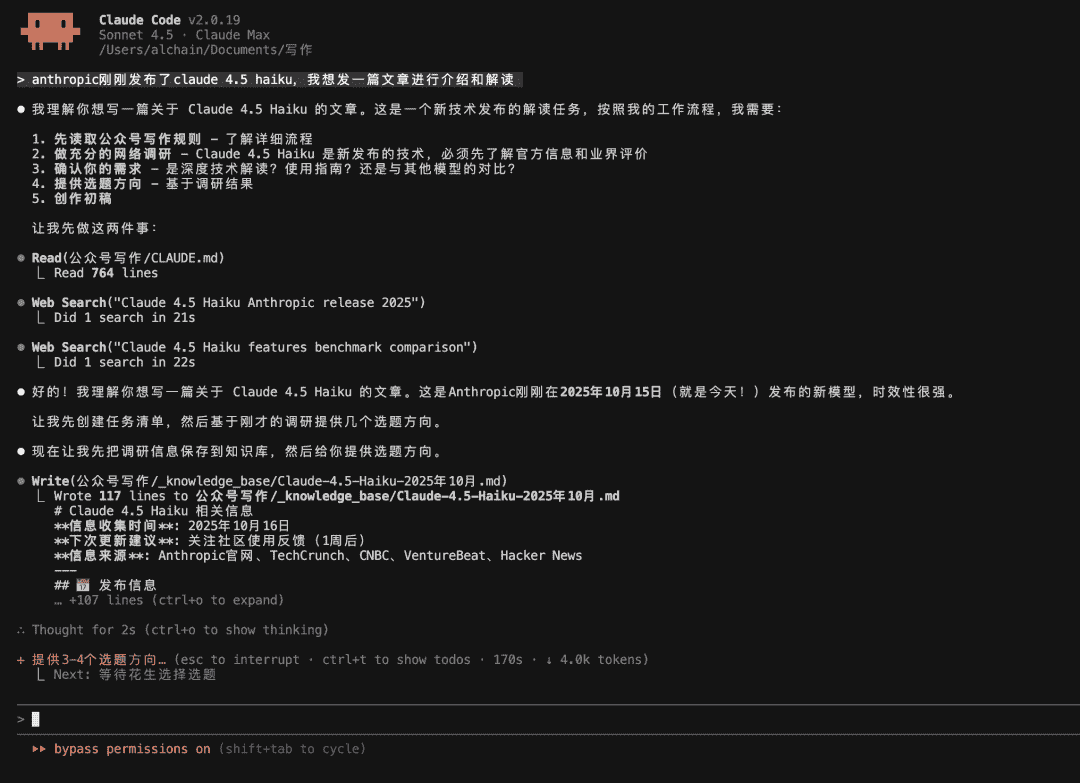 Claude Code v2.0.19
Sonnet 4.5 · Claude Max
/Users/alchain/Documents/写作
> anthropic刚刚发布了claude 4.5 haiku, 我想发一篇文章进行介绍和解读
● 我理解你想写一篇关于 Claude 4.5 Haiku 的文章。这是一个新技术发布的解读任务，按照我的工作流程，我需要：
1. 先读取公众号写作规则 - 了解详细流程
2. 做充分的网络调研 - Claude 4.5 Haiku 是新发布的技术，必须先了解官方信息和业界评价
3. 确认你的需求 - 是深度技术解读？使用指南？还是与其他模型的对比？
4. 提供选题方向 - 基于调研结果
5. 创作初稿
让我先做这两件事：
● Read(公众号写作/CLAUDE.md)
⎿ Read 764 lines
● Web Search("Claude 4.5 Haiku Anthropic release 2025")
⎿ Did 1 search in 21s
● Web Search("Claude 4.5 Haiku features benchmark comparison")
⎿ Did 1 search in 22s
● 好的！我理解你想写一篇关于 Claude 4.5 Haiku 的文章。这是Anthropic刚刚在2025年10月15日（就是今天！）发布的新模型，时效性很强。
让我先创建任务清单，然后基于刚才的调研提供几个选题方向。
● 现在让我先把调研信息保存到知识库，然后给你提供选题方向。
● Write(公众号写作/_knowledge_base/Claude-4.5-Haiku-2025年10月.md)
⎿ Wrote 117 lines to 公众号写作/_knowledge_base/Claude-4.5-Haiku-2025年10月.md
# Claude 4.5 Haiku 相关信息
**信息收集时间**: 2025年10月16日
**下次更新建议**: 关注社区使用反馈（1周后）
**信息来源**: Anthropic官网、TechCrunch、CNBC、VentureBeat、Hacker News
---
## 📅 发布信息
… +107 lines (ctrl+o to expand)
∴ Thought for 2s (ctrl+o to show thinking)
+ 提供3-4个选题方向… (esc to interrupt · ctrl+t to show todos · 170s · ↓ 4.0k tokens)
⎿ Next: 等待花生选择选题
>
▸▸ bypass permissions on (shift+tab to cycle)